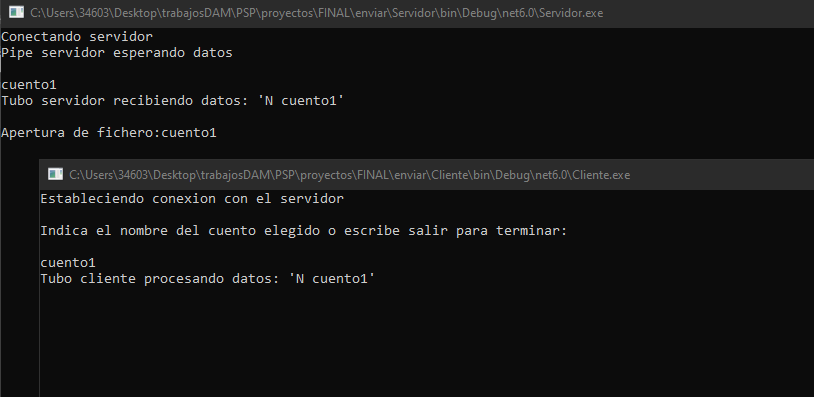 C:\Users\34603\Desktop\trabajosDAM\PSP\proyectos\FINAL\enviar\Servidor\bin\Debug\net6.0\Servidor.exe
Conectando servidor
Pipe servidor esperando datos
cuento1
Tubo servidor recibiendo datos: 'N cuento1'
Apertura de fichero:cuento1
C:\Users\34603\Desktop\trabajosDAM\PSP\proyectos\FINAL\enviar\Cliente\bin\Debug\net6.0\Cliente.exe
Estableciendo conexion con el servidor
Indica el nombre del cuento elegido o escribe salir para terminar:
cuento1
Tubo cliente procesando datos: 'N cuento1'